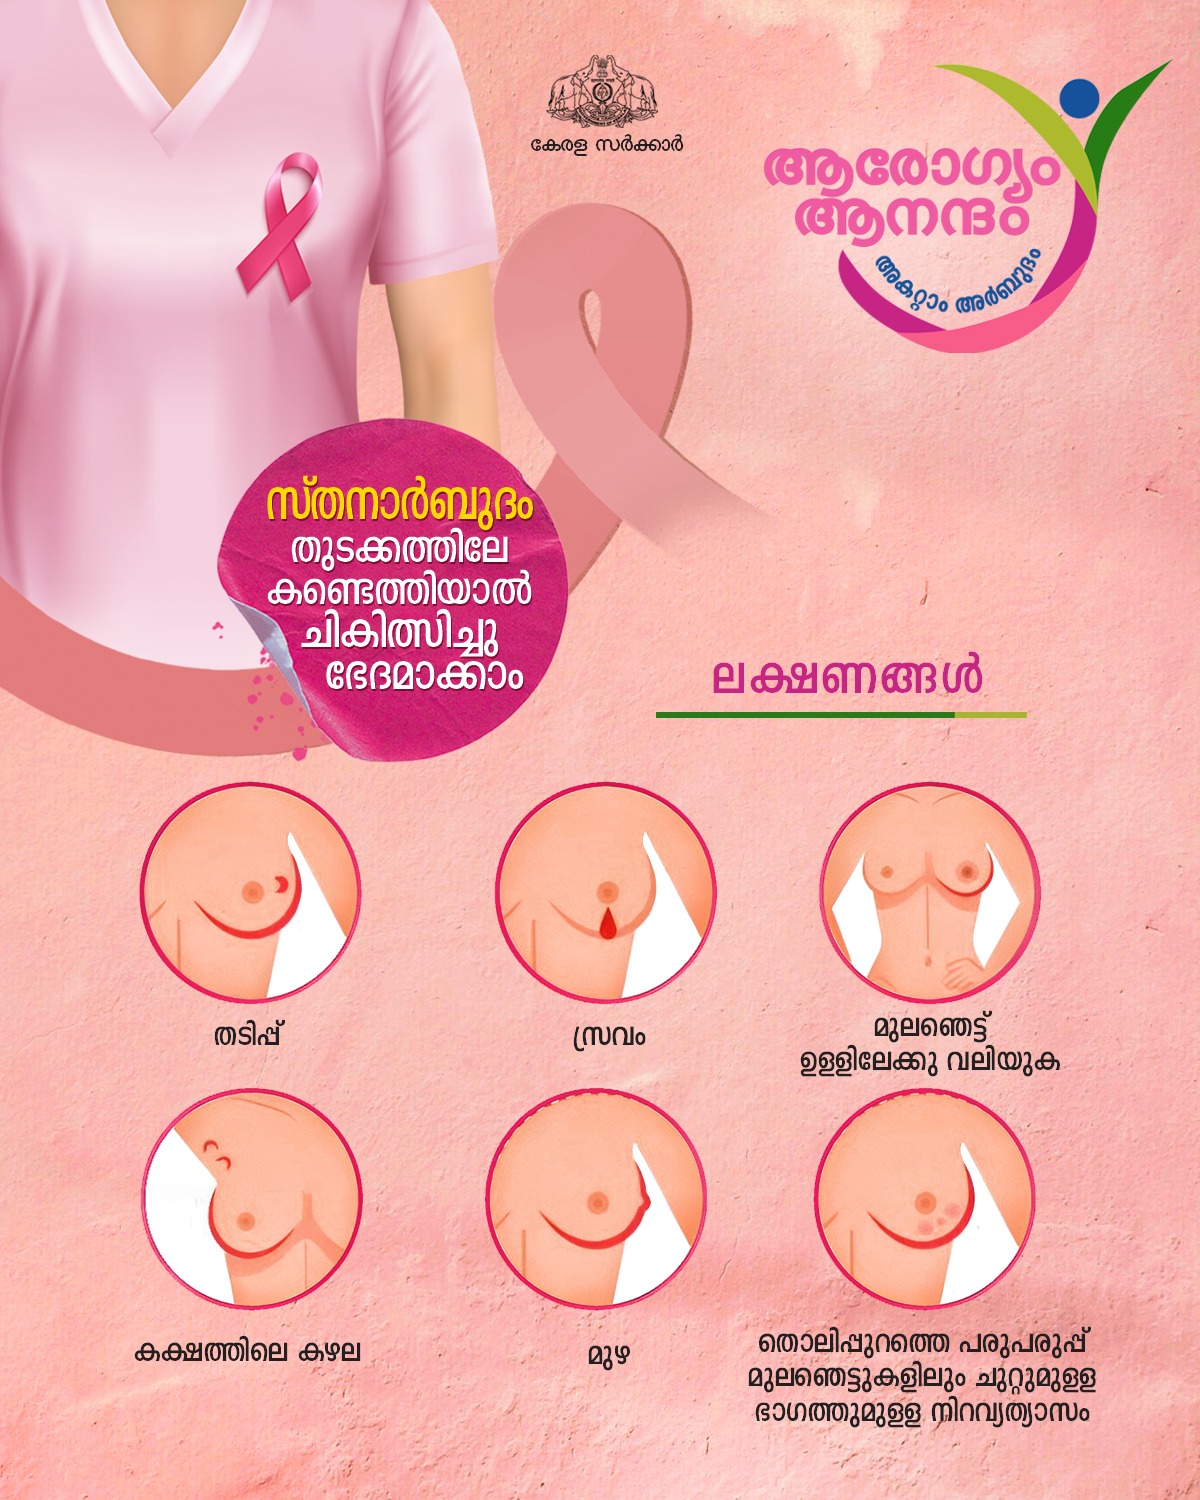 കേരള സർക്കാർ
ആരോഗ്യം
ആനന്ദം
അകറ്റാം അർബുദം
സ്തനാർബുദം
തുടക്കത്തിലേ
കണ്ടെത്തിയാൽ
ചികിത്സിച്ചു
ഭേദമാക്കാം
ലക്ഷണങ്ങൾ
തടിപ്പ്
സ്രവം
മുലഞെട്ട്
ഉള്ളിലേക്കു വലിയുക
കക്ഷത്തിലെ കഴല
മുഴ
തൊലിപ്പുറത്തെ പരുപരുപ്പ്
മുലഞെട്ടുകളിലും ചുറ്റുമുള്ള
ഭാഗത്തുമുള്ള നിറവ്യത്യാസം